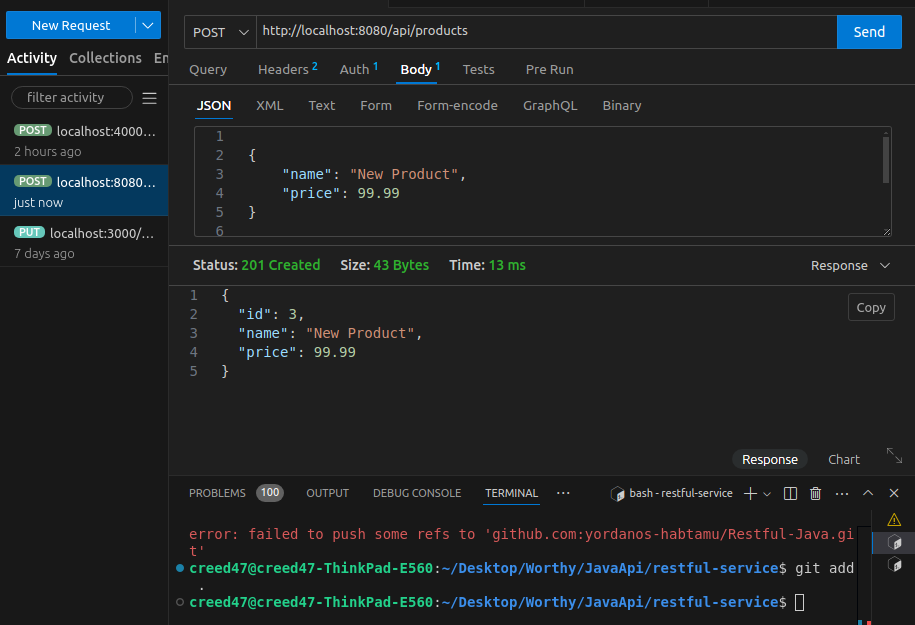 New Request
Activity Collections En
filter activity
POST localhost:4000...
2 hours ago
POST localhost:8080...
just now
PUT localhost:3000/...
7 days ago
POST http://localhost:8080/api/products Send
Query Headers 2 Auth 1 Body 1 Tests Pre Run
JSON XML Text Form Form-encode GraphQL Binary
1
2 {
3 "name": "New Product",
4 "price": 99.99
5 }
6
Status: 201 Created Size: 43 Bytes Time: 13 ms Response
1 {
2 "id": 3,
3 "name": "New Product",
4 "price": 99.99
5 }
Copy
Response Chart
PROBLEMS 100 OUTPUT DEBUG CONSOLE TERMINAL ... bash - restful-service ...
error: failed to push some refs to 'github.com:yordanos-habtamu/Restful-Java.gi
t'
creed47@creed47-ThinkPad-E560:~/Desktop/Worthy/JavaApi/restful-service$ git add
.
creed47@creed47-ThinkPad-E560:~/Desktop/Worthy/JavaApi/restful-service$